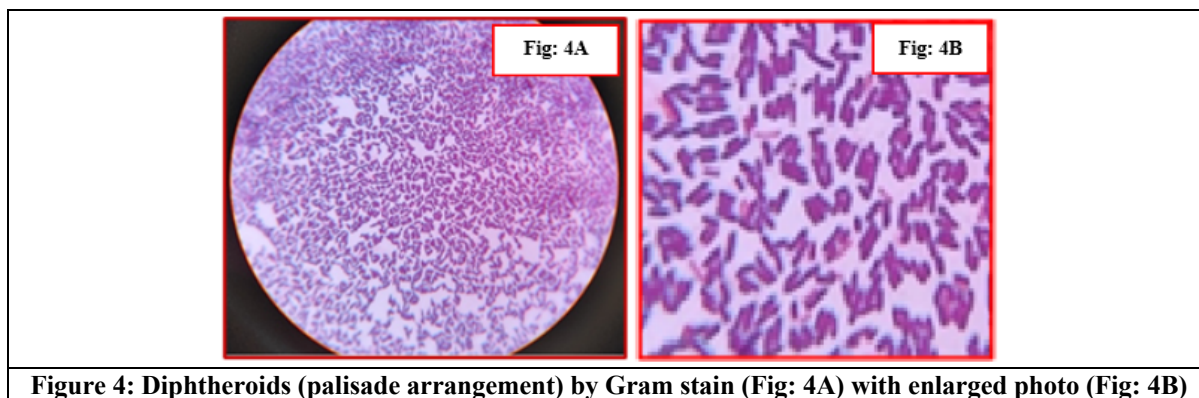 Fig: 4A
Fig: 4B
Figure 4: Diphtheroids (palisade arrangement) by Gram stain (Fig: 4A) with enlarged photo (Fig: 4B)